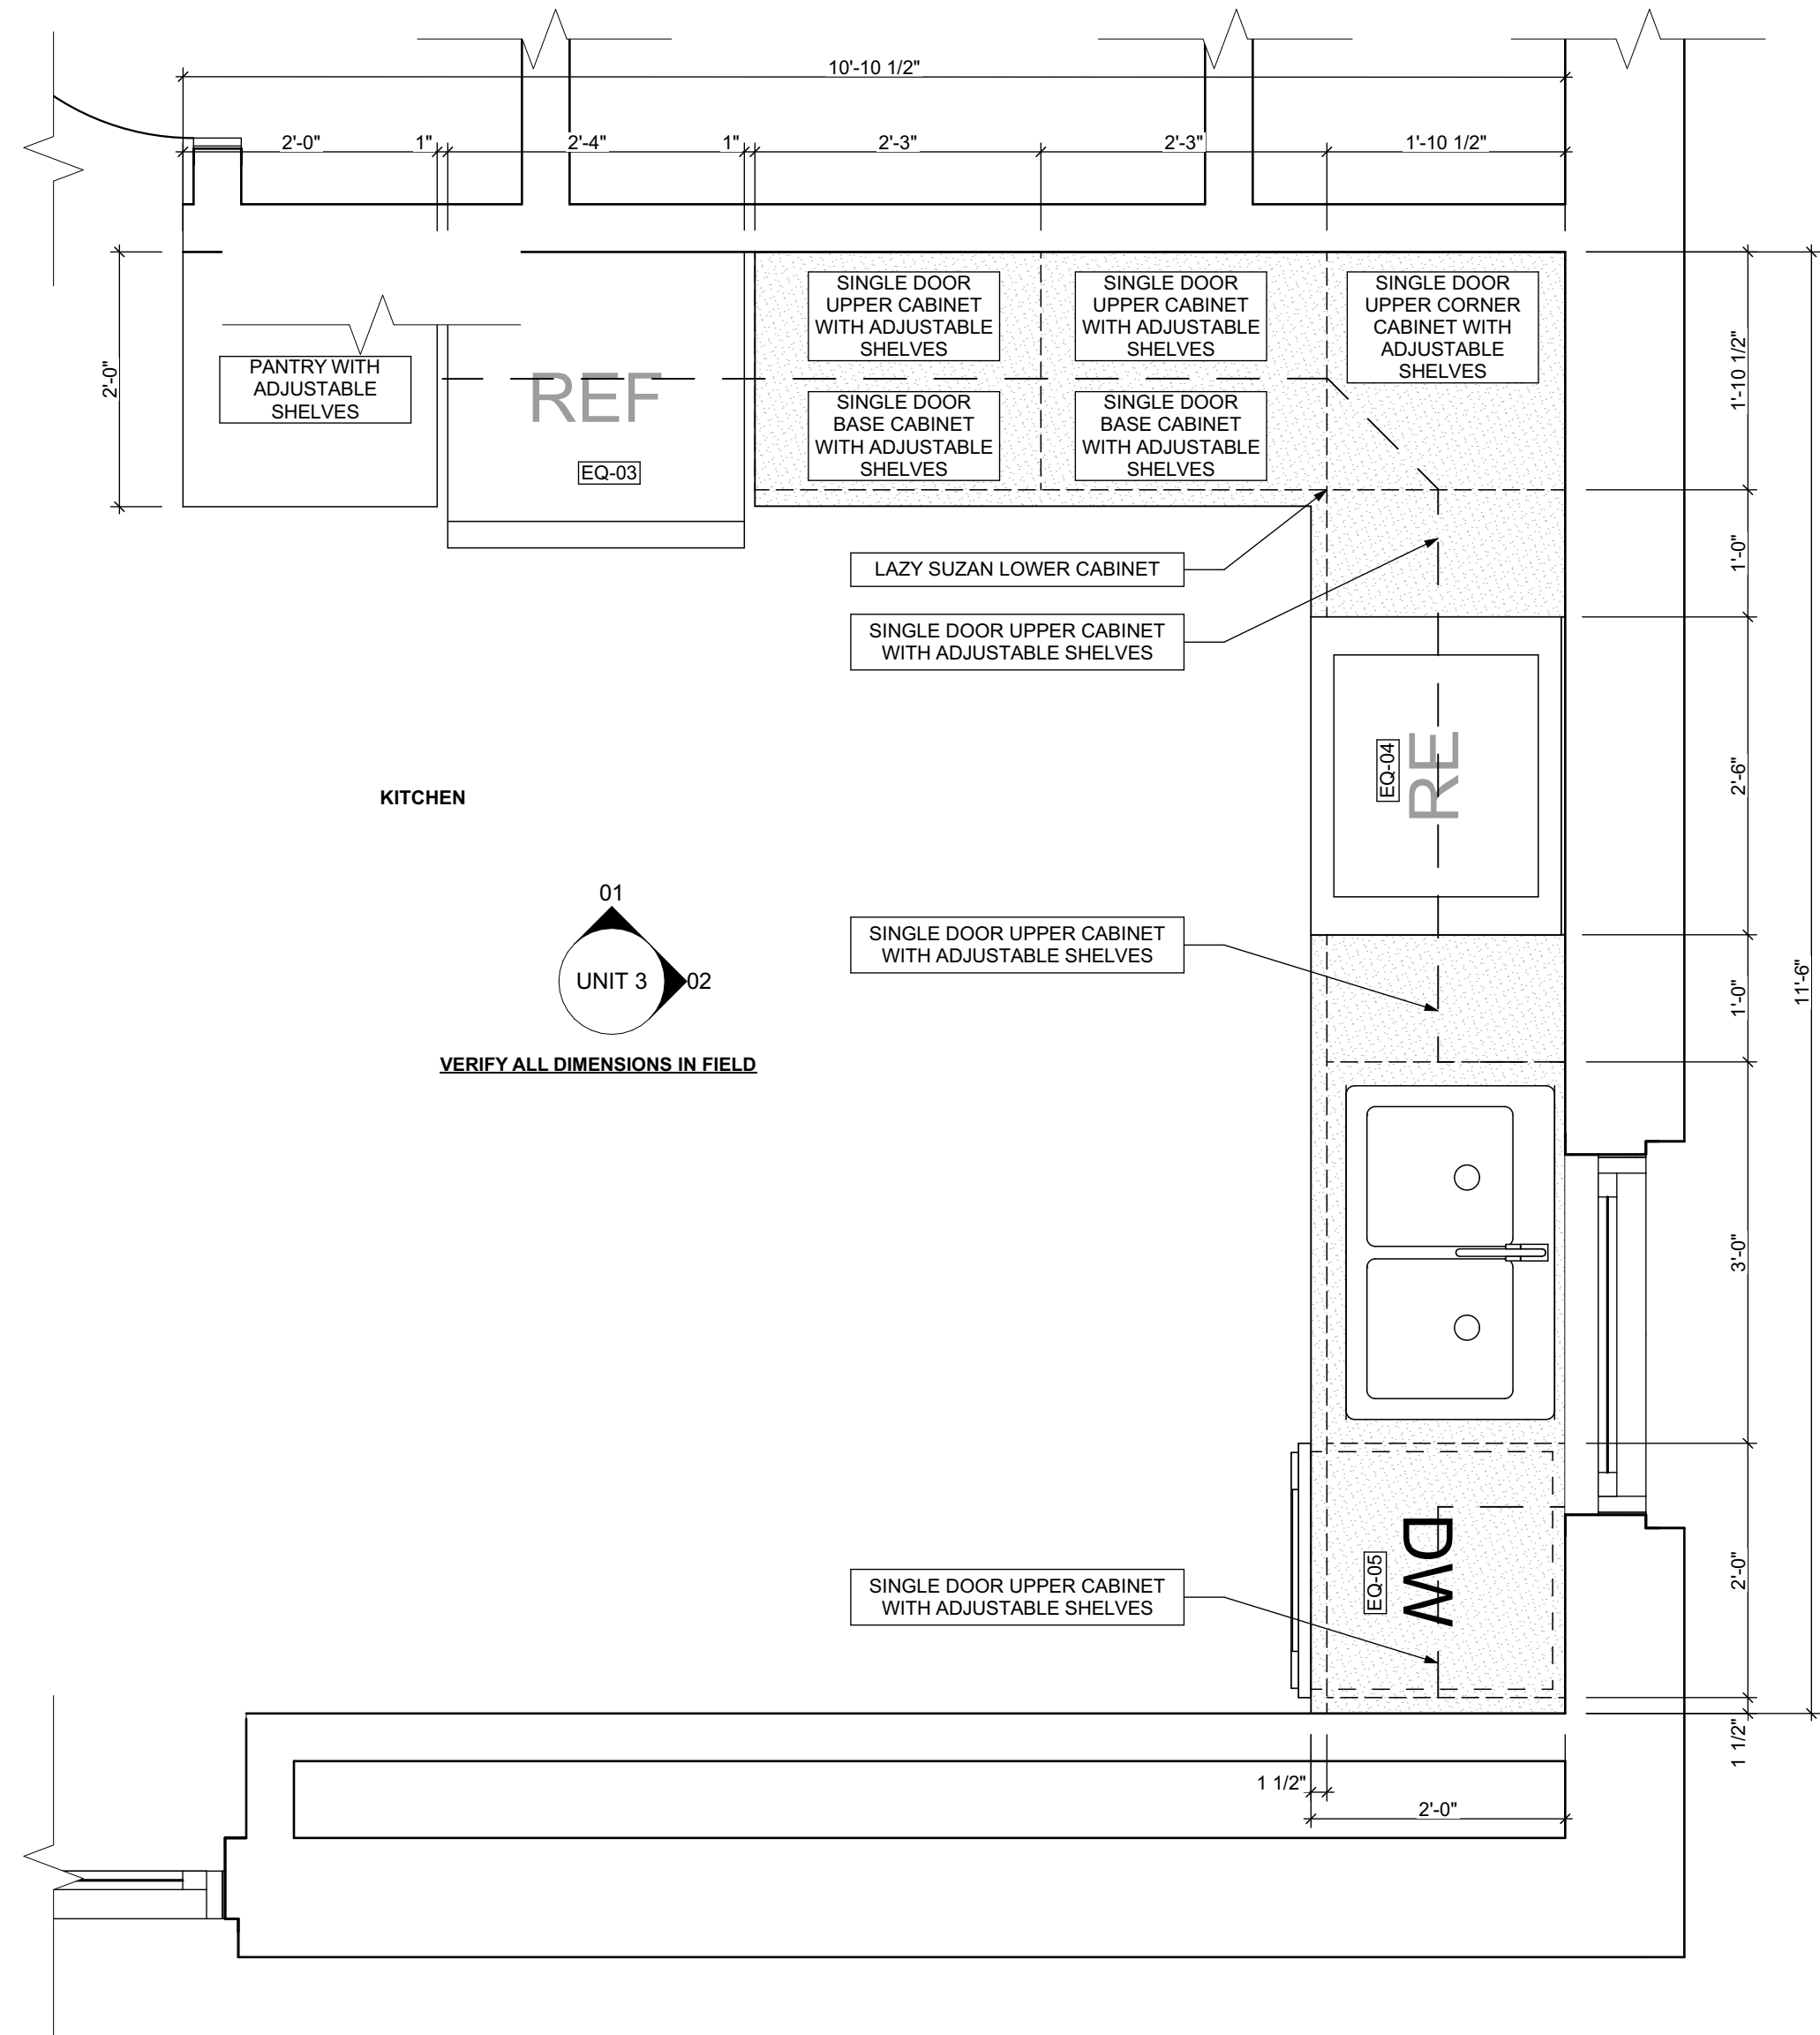 10'-10 1/2"
2'-0"
1"
2'-4"
1"
2'-3"
2'-3"
1'-10 1/2"
SINGLE DOOR
UPPER CABINET
WITH ADJUSTABLE
SHELVES
SINGLE DOOR
UPPER CABINET
WITH ADJUSTABLE
SHELVES
SINGLE DOOR
UPPER CORNER
CABINET WITH
ADJUSTABLE
SHELVES
2'-0"
PANTRY WITH
ADJUSTABLE
SHELVES
REF
EQ-03
SINGLE DOOR
BASE CABINET
WITH ADJUSTABLE
SHELVES
SINGLE DOOR
BASE CABINET
WITH ADJUSTABLE
SHELVES
1'-10 1/2"
LAZY SUZAN LOWER CABINET
1'-0"
SINGLE DOOR UPPER CABINET
WITH ADJUSTABLE SHELVES
EQ-04
RE
2'-6"
KITCHEN
01
UNIT 3
02
VERIFY ALL DIMENSIONS IN FIELD
SINGLE DOOR UPPER CABINET
WITH ADJUSTABLE SHELVES
1'-0"
11'-6"
3'-0"
SINGLE DOOR UPPER CABINET
WITH ADJUSTABLE SHELVES
EQ-05
DW
2'-0"
1 1/2"
1 1/2"
2'-0"